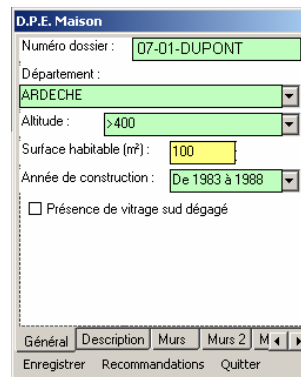 D.P.E. Maison
Numéro dossier : 07-01-DUPONT
Département :
ARDECHE
Altitude : >400
Surface habitable (m²) : 100
Année de construction : De 1983 à 1988
Présence de vitrage sud dégagé
Général Description Murs Murs 2 M
Enregistrer Recommandations Quitter